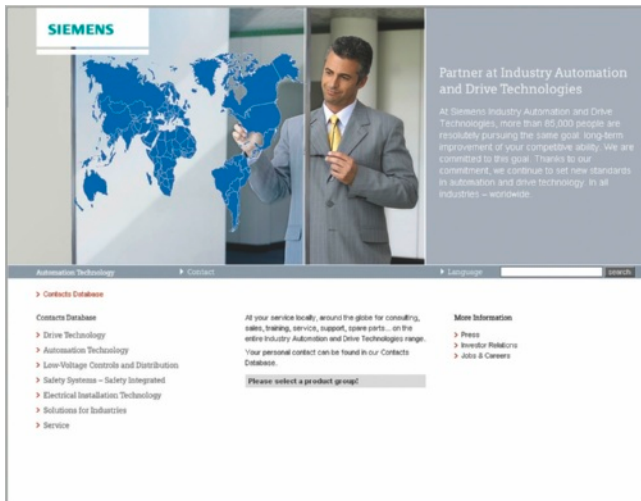 SIEMENS
Partner at Industry Automation
and Drive Technologies
At Siemens Industry Automation and Drive
Technologies, more than 85,000 people are
resolutely pursuing the same goal: long-term
improvement of your competitive ability. We are
committed to this goal. Thanks to our
commitment, we continue to set new standards
in automation and drive technology. In all
industries – worldwide.
Automation Technology
Contact
Language
search
Contacts Database
Contacts Database
Drive Technology
Automation Technology
Low-Voltage Controls and Distribution
Safety Systems – Safety Integrated
Electrical Installation Technology
Solutions for Industries
Service
At your service locally, around the globe for consulting,
sales, training, service, support, spare parts... on the
entire Industry Automation and Drive Technologies range.
Your personal contact can be found in our Contacts
Database.
Please select a product group!
More Information
Press
Investor Relations
Jobs & Careers